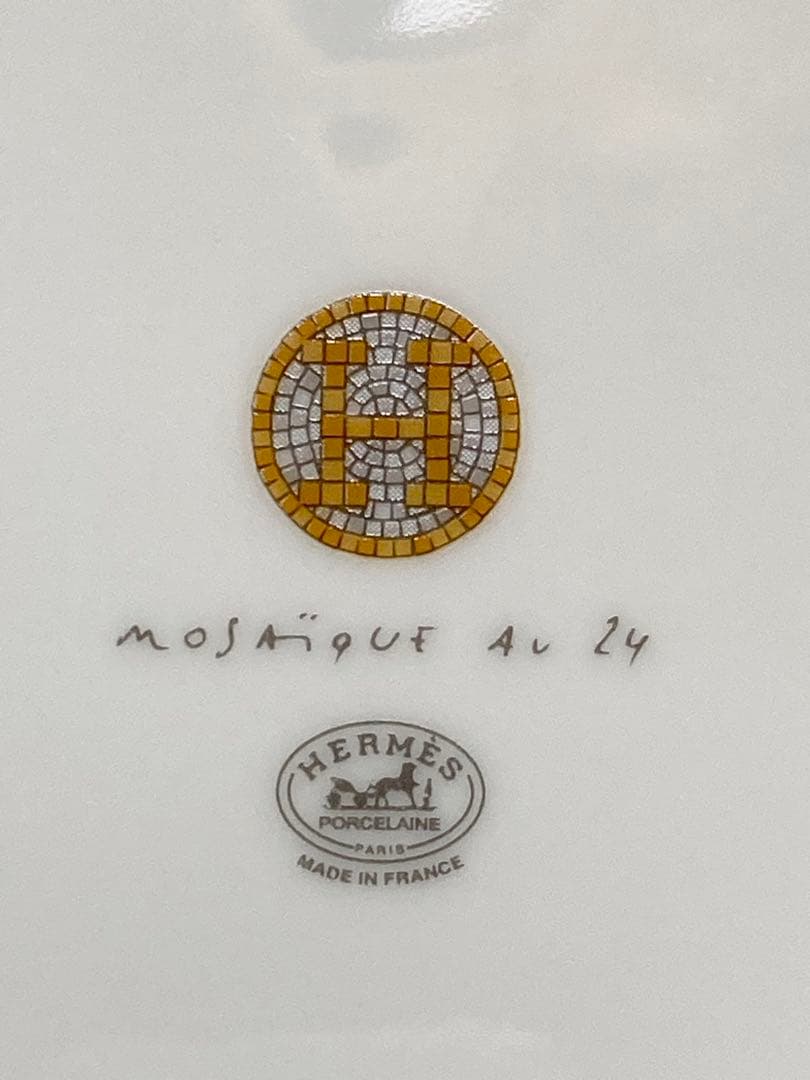 H
MOSAÏQUE AU 24
HERMÈS
PORCELAINE
PARIS
MADE IN FRANCE